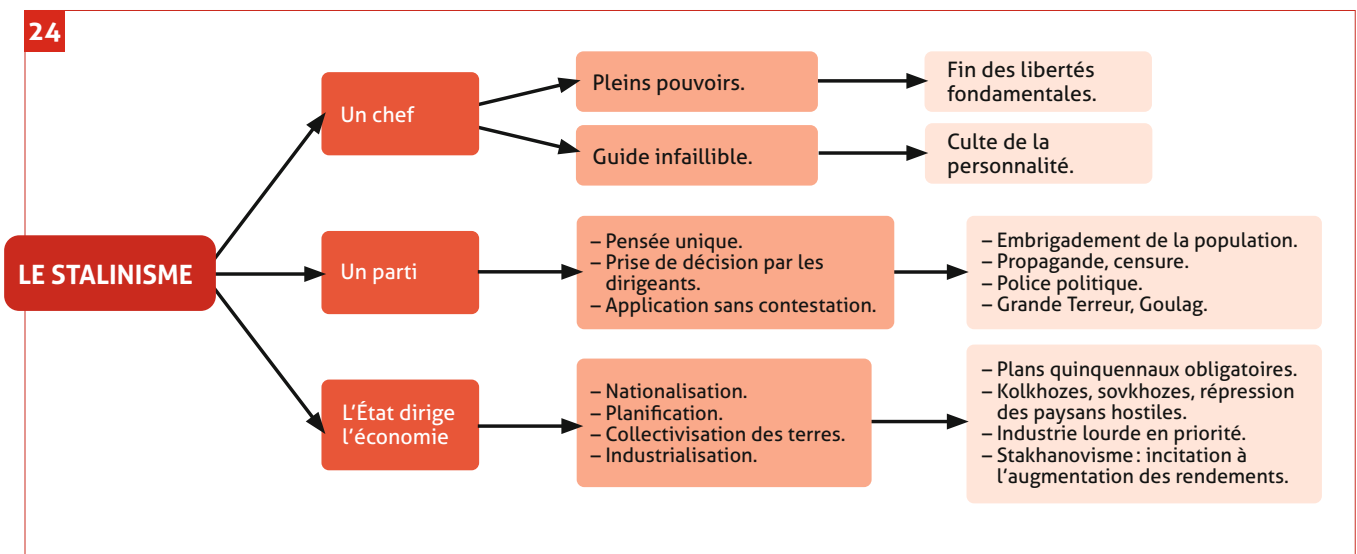 24
LE STALINISME
Un chef
Pleins pouvoirs.
Fin des libertés
fondamentales.
Guide infaillible.
Culte de la
personnalité.
Un parti
– Pensée unique.
– Prise de décision par les
dirigeants.
– Application sans contestation.
– Embrigadement de la population.
– Propagande, censure.
– Police politique.
– Grande Terreur, Goulag.
L’État dirige
l’économie
– Nationalisation.
– Planification.
– Collectivisation des terres.
– Industrialisation.
– Plans quinquennaux obligatoires.
– Kolkhozes, sovkhozes, répression
des paysans hostiles.
– Industrie lourde en priorité.
– Stakhanovisme : incitation à
l’augmentation des rendements.